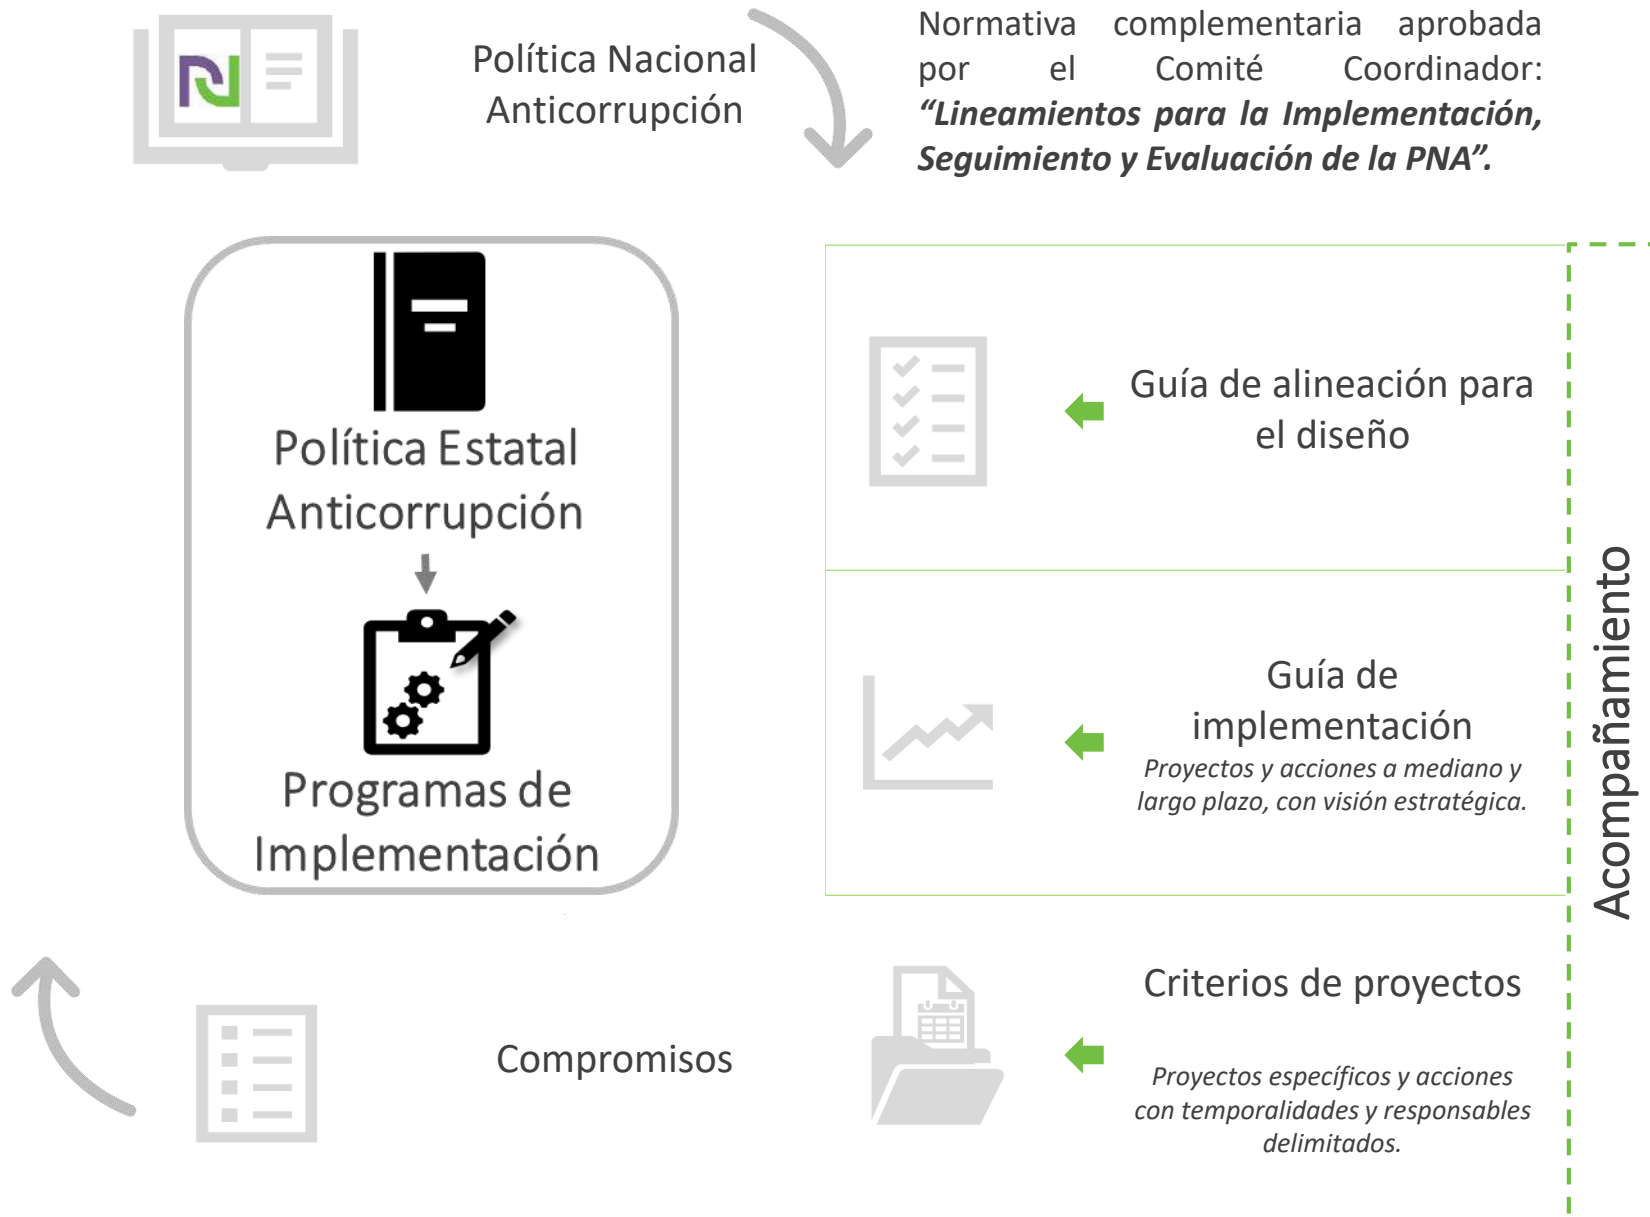 Política Nacional
Anticorrupción
Normativa complementaria aprobada
por el Comité Coordinador:
“Lineamientos para la Implementación,
Seguimiento y Evaluación de la PNA”.
Política Estatal
Anticorrupción
Programas de
Implementación
Guía de alineación para
el diseño
Guía de
implementación
Proyectos y acciones a mediano y
largo plazo, con visión estratégica.
Acompañamiento
Compromisos
Criterios de proyectos
Proyectos específicos y acciones
con temporalidades y responsables
delimitados.